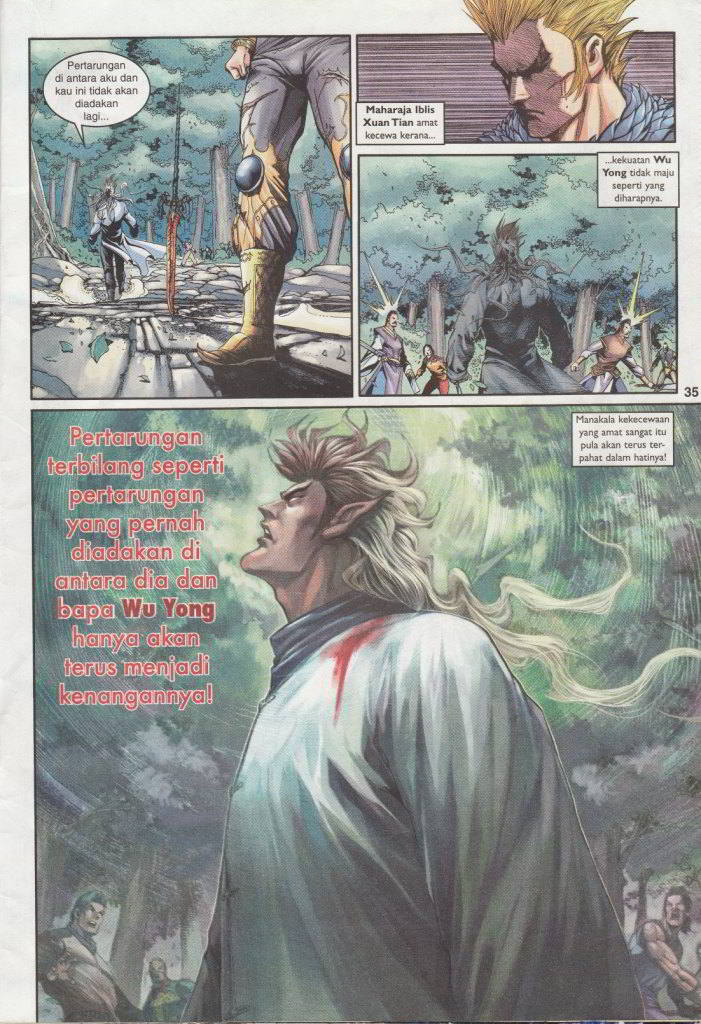 Pertarungan
di antara aku dan
kau ini tidak akan
diadakan
lagi...
Maharaja Iblis
Xuan Tian amat
kecewa kerana...
...kekuatan Wu
Yong tidak maju
seperti yang
diharapnya.
35
Manakala kekecewaan
yang amat sangat itu
pula akan terus ter-
pahat dalam hatinya!
Pertarungan
terbilang seperti
pertarungan
yang pernah
diadakan di
antara dia dan
bapa Wu Yong
hanya akan
terus menjadi
kenangannya!